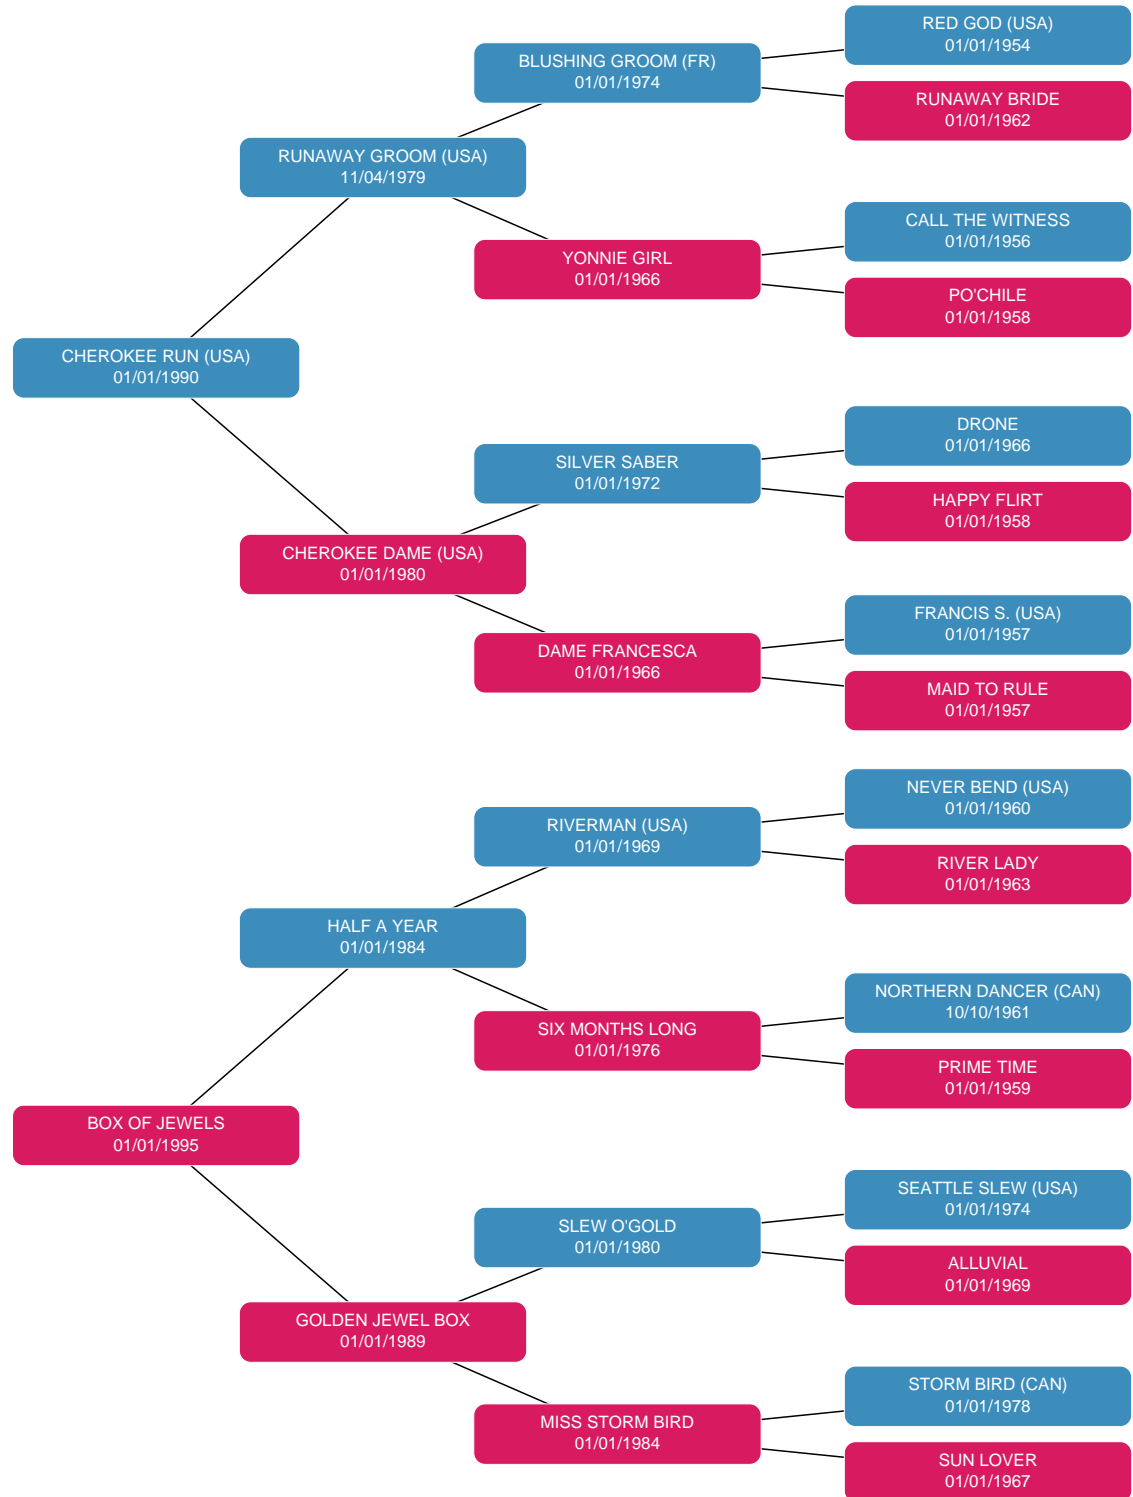 RED GOD (USA)
01/01/1954
BLUSHING GROOM (FR)
01/01/1974
RUNAWAY BRIDE
01/01/1962
RUNAWAY GROOM (USA)
11/04/1979
CALL THE WITNESS
01/01/1956
YONNIE GIRL
01/01/1966
PO'CHILE
01/01/1958
CHEROKEE RUN (USA)
01/01/1990
DRONE
01/01/1966
SILVER SABER
01/01/1972
HAPPY FLIRT
01/01/1958
CHEROKEE DAME (USA)
01/01/1980
FRANCIS S. (USA)
01/01/1957
DAME FRANCESCA
01/01/1966
MAID TO RULE
01/01/1957
NEVER BEND (USA)
01/01/1960
RIVERMAN (USA)
01/01/1969
RIVER LADY
01/01/1963
HALF A YEAR
01/01/1984
NORTHERN DANCER (CAN)
10/10/1961
SIX MONTHS LONG
01/01/1976
PRIME TIME
01/01/1959
BOX OF JEWELS
01/01/1995
SEATTLE SLEW (USA)
01/01/1974
SLEW O'GOLD
01/01/1980
ALLUVIAL
01/01/1969
GOLDEN JEWEL BOX
01/01/1989
STORM BIRD (CAN)
01/01/1978
MISS STORM BIRD
01/01/1984
SUN LOVER
01/01/1967